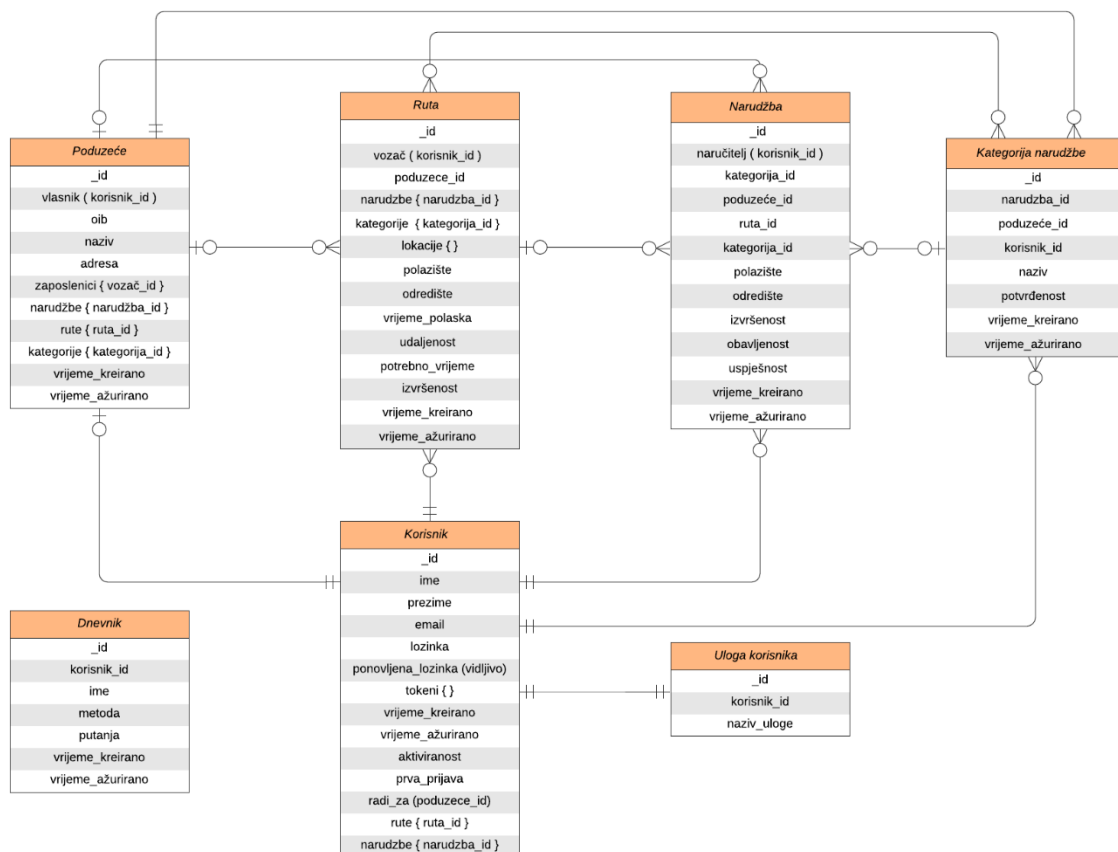 Poduzeće
_id
vlasnik ( korisnik_id )
oib
naziv
adresa
zaposlenici { vozač_id }
narudžbe { narudžba_id }
rute { ruta_id }
kategorije { kategorija_id }
vrijeme_kreirano
vrijeme_ažurirano
Ruta
_id
vozač ( korisnik_id )
poduzece_id
narudzbe { narudzba_id }
kategorije { kategorija_id }
lokacije { }
polazište
odredište
vrijeme_polaska
udaljenost
potrebno_vrijeme
izvršenost
vrijeme_kreirano
vrijeme_ažurirano
Narudžba
_id
naručitelj ( korisnik_id )
kategorija_id
poduzeće_id
ruta_id
kategorija_id
polazište
odredište
izvršenost
obavljenost
uspješnost
vrijeme_kreirano
vrijeme_ažurirano
Kategorija narudžbe
_id
narudzba_id
poduzeće_id
korisnik_id
naziv
potvrđenost
vrijeme_kreirano
vrijeme_ažurirano
Korisnik
_id
ime
prezime
email
lozinka
ponovljena_lozinka (vidljivo)
tokeni { }
vrijeme_kreirano
vrijeme_ažurirano
aktiviranost
prva_prijava
radi_za (poduzece_id)
rute { ruta_id }
narudzbe { narudzba_id }
Dnevnik
_id
korisnik_id
ime
metoda
putanja
vrijeme_kreirano
vrijeme_ažurirano
Uloga korisnika
_id
korisnik_id
naziv_uloge